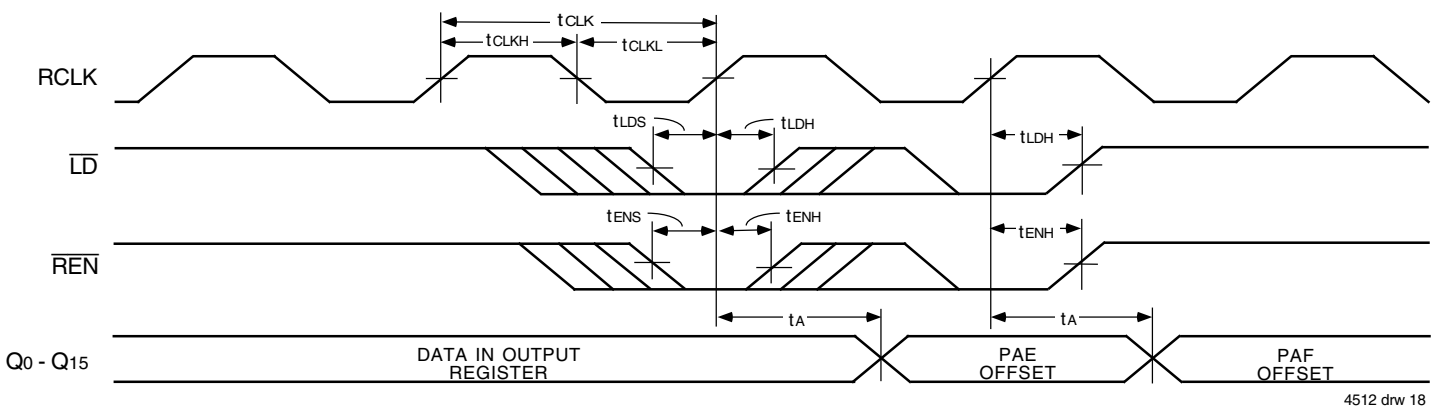 tCLK
tCLKH
tCLKL
RCLK
tLDS
tLDH
tLDH
LD
tENS
tENH
tENH
REN
tA
tA
Q0 - Q15
DATA IN OUTPUT
REGISTER
PAE
OFFSET
PAF
OFFSET
4512 drw 18